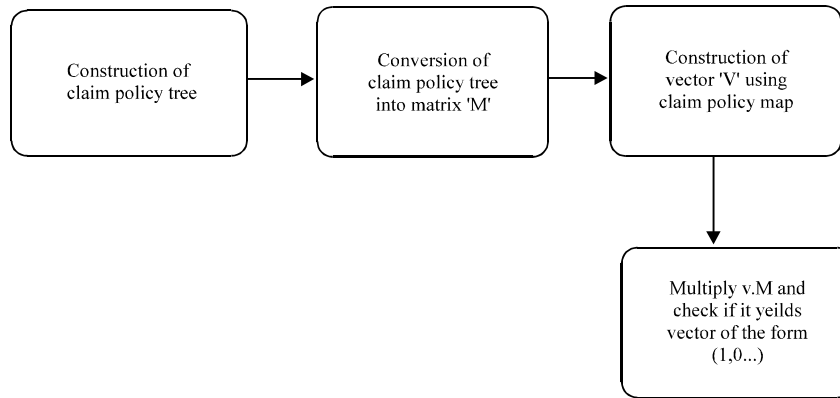 Construction of
claim policy tree
Conversion of
claim policy tree
into matrix 'M'
Construction of
vector 'V' using
claim policy map
Multiply v.M and
check if it yeilds
vector of the form
(1,0...)